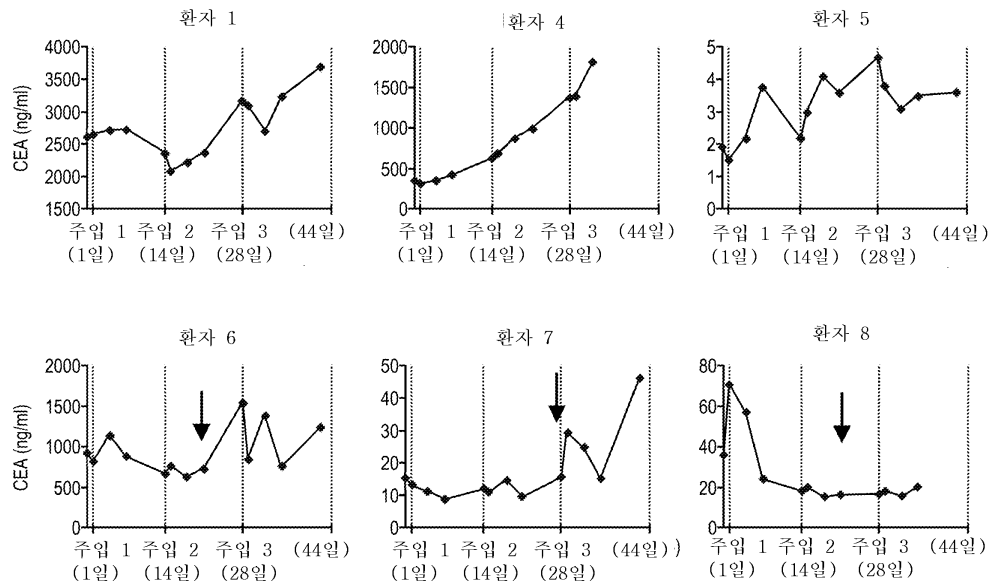 환자 1
환자 4
환자 5
CEA (ng/ml)
4000
3500
3000
2500
2000
1500
2000
1500
1000
500
0
5
4
3
2
1
0
주입 1 주입 2 주입 3 (44일)
(1일) (14일) (28일)
주입 1 주입 2 주입 3 (44일)
(1일) (14일) (28일)
주입 1 주입 2 주입 3 (44일)
(1일) (14일) (28일)
환자 6
환자 7
환자 8
CEA (ng/ml)
2000
1500
1000
500
0
50
40
30
20
10
0
80
60
40
20
0
주입 1 주입 2 주입 3 (44일)
(1일) (14일) (28일)
주입 1 주입 2 주입 3 (44일)
(1일) (14일) (28일)
주입 1 주입 2 주입 3 (44일)
(1일) (14일) (28일)